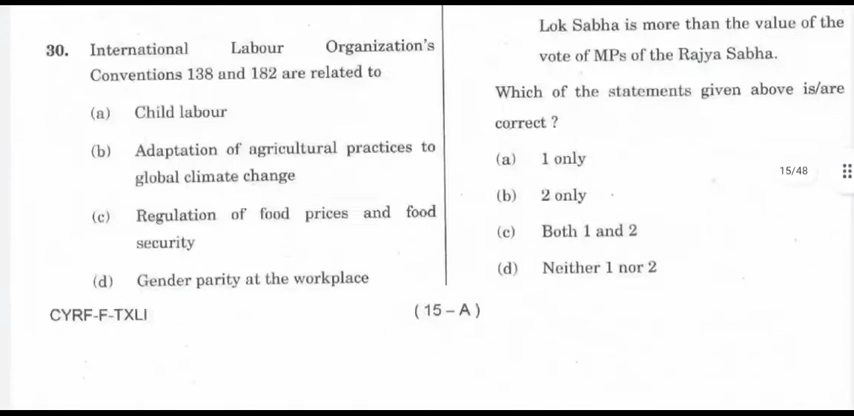 30. International Labour Organization's
Conventions 138 and 182 are related to
(a) Child labour
(b) Adaptation of agricultural practices to
global climate change
(c) Regulation of food prices and food
security
(d) Gender parity at the workplace
Lok Sabha is more than the value of the
vote of MPs of the Rajya Sabha.
Which of the statements given above is/are
correct ?
(a) 1 only
(b) 2 only
(c) Both 1 and 2
(d) Neither 1 nor 2
15/48
CYRF-F-TXLI
( 15 – A )